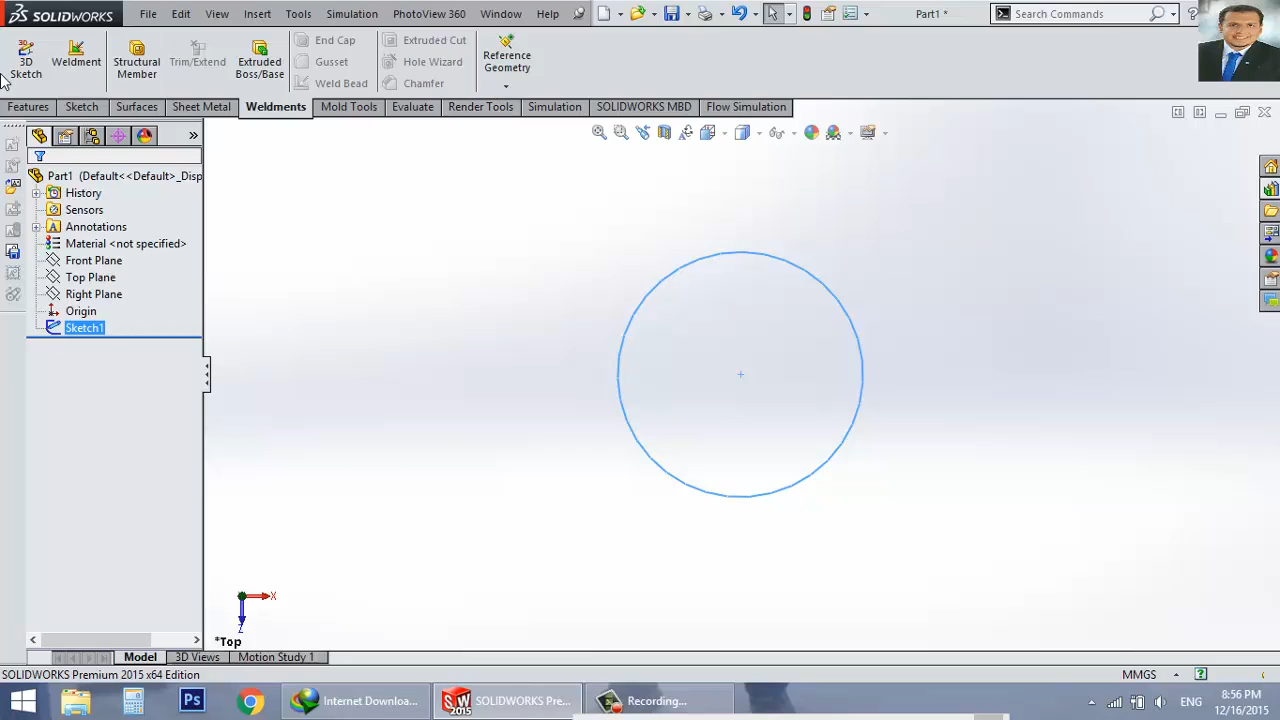 SOLIDWORKS File Edit View Insert Tools Simulation PhotoView 360 Window Help Part1 * Search Commands
3D Sketch Weldment Structural Member Trim/Extend Extruded Boss/Base End Cap Gusset Weld Bead Extruded Cut Hole Wizard Chamfer Reference Geometry
Features Sketch Surfaces Sheet Metal Weldments Mold Tools Evaluate Render Tools Simulation SOLIDWORKS MBD Flow Simulation
Part1 (Default<<Default>_Disp
History
Sensors
Annotations
Material <not specified>
Front Plane
Top Plane
Right Plane
Origin
Sketch1
X
Z
*Top
Model 3D Views Motion Study 1
SOLIDWORKS Premium 2015 x64 Edition MMGS
Internet Downloa... SOLIDWORKS Pre... Recording... ENG 8:56 PM
12/16/2015